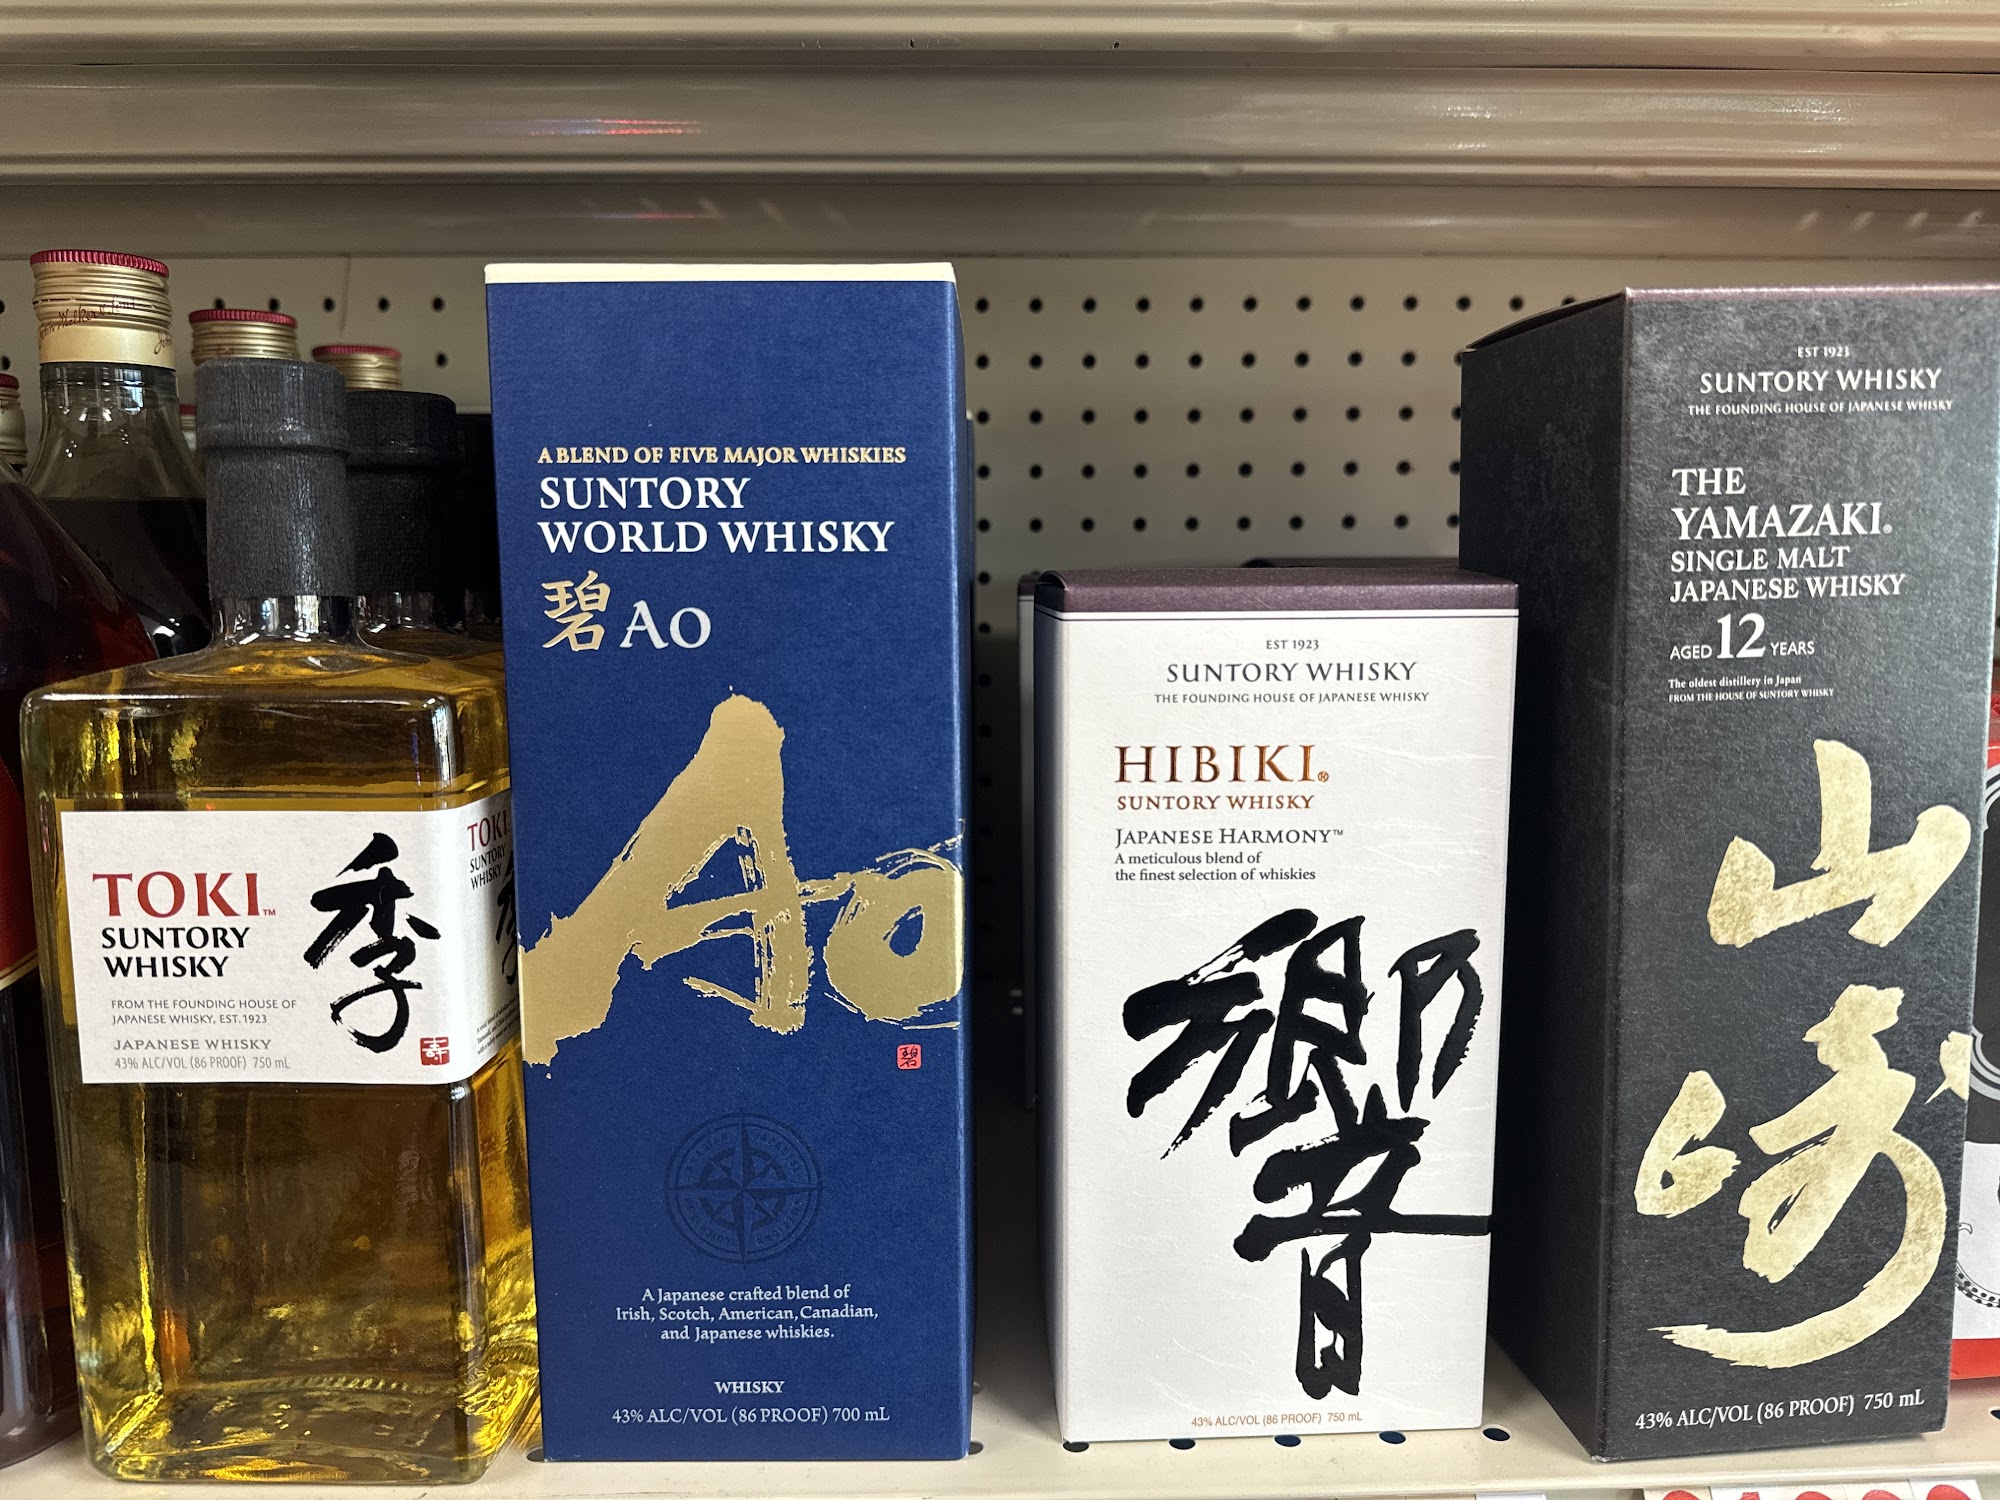 TOKI™
SUNTORY
WHISKY
FROM THE FOUNDING HOUSE OF
JAPANESE WHISKY, EST. 1923
JAPANESE WHISKY
43% ALC/VOL (86 PROOF) 750 mL
季
寿
TOKI
SUNTORY
WHISKY
A BLEND OF FIVE MAJOR WHISKIES
SUNTORY
WORLD WHISKY
碧 AO
Ao
碧
A Japanese crafted blend of
Irish, Scotch, American, Canadian,
and Japanese whiskies.
WHISKY
43% ALC/VOL (86 PROOF) 700 mL
EST 1923
SUNTORY WHISKY
THE FOUNDING HOUSE OF JAPANESE WHISKY
HIBIKI®
SUNTORY WHISKY
JAPANESE HARMONY™
A meticulous blend of
the finest selection of whiskies
響
43% ALC/VOL (86 PROOF) 750 mL
EST 1923
SUNTORY WHISKY
THE FOUNDING HOUSE OF JAPANESE WHISKY
THE
YAMAZAKI®
SINGLE MALT
JAPANESE WHISKY
AGED 12 YEARS
The oldest distillery in Japan
FROM THE HOUSE OF SUNTORY WHISKY
山
崎
43% ALC/VOL (86 PROOF) 750 mL